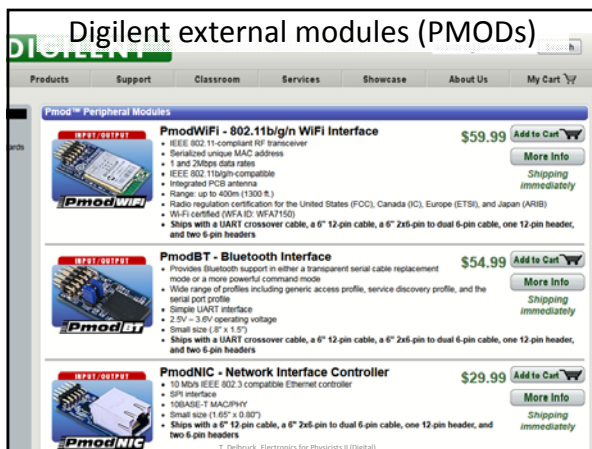 Digilent external modules (PMODs)
DIGILENT
Products Support Classroom Services Showcase About Us My Cart
ards
Pmod™ Peripheral Modules
INPUT/OUTPUT
Pmod WiFi
PmodWiFi - 802.11b/g/n WiFi Interface
$59.99 Add to Cart
More Info
Shipping
immediately
• IEEE 802.11-compliant RF transceiver
• Serialized unique MAC address
• 1 and 2Mbps data rates
• IEEE 802.11b/g/n-compatible
• Integrated PCB antenna
• Range: up to 400m (1300 ft.)
• Radio regulation certification for the United States (FCC), Canada (IC), Europe (ETSI), and Japan (ARIB)
• Wi-Fi certified (WFA ID: WFA7150)
• Ships with a UART crossover cable, a 6" 12-pin cable, a 6" 2x6-pin to dual 6-pin cable, one 12-pin header,
and two 6-pin headers
INPUT/OUTPUT
Pmod BT
PmodBT - Bluetooth Interface
$54.99 Add to Cart
More Info
Shipping
immediately
• Provides Bluetooth support in either a transparent serial cable replacement
mode or a more powerful command mode
• Wide range of profiles including generic access profile, service discovery profile, and the
serial port profile
• Simple UART interface
• 2.5V – 3.6V operating voltage
• Small size (.8" x 1.5")
• Ships with a UART crossover cable, a 6" 12-pin cable, a 6" 2x6-pin to dual 6-pin cable, one 12-pin header,
and two 6-pin headers
INPUT/OUTPUT
Pmod NIC
PmodNIC - Network Interface Controller
$29.99 Add to Cart
More Info
Shipping
immediately
• 10 Mb/s IEEE 802.3 compatible Ethernet controller
• SPI interface
• 10BASE-T MAC/PHY
• Small size (1.65" x 0.80")
• Ships with a 6" 12-pin cable, a 6" 2x6-pin to dual 6-pin cable, one 12-pin header, and
two 6-pin headers
T. Delbruck, Electronics for Physicists II (Digital)